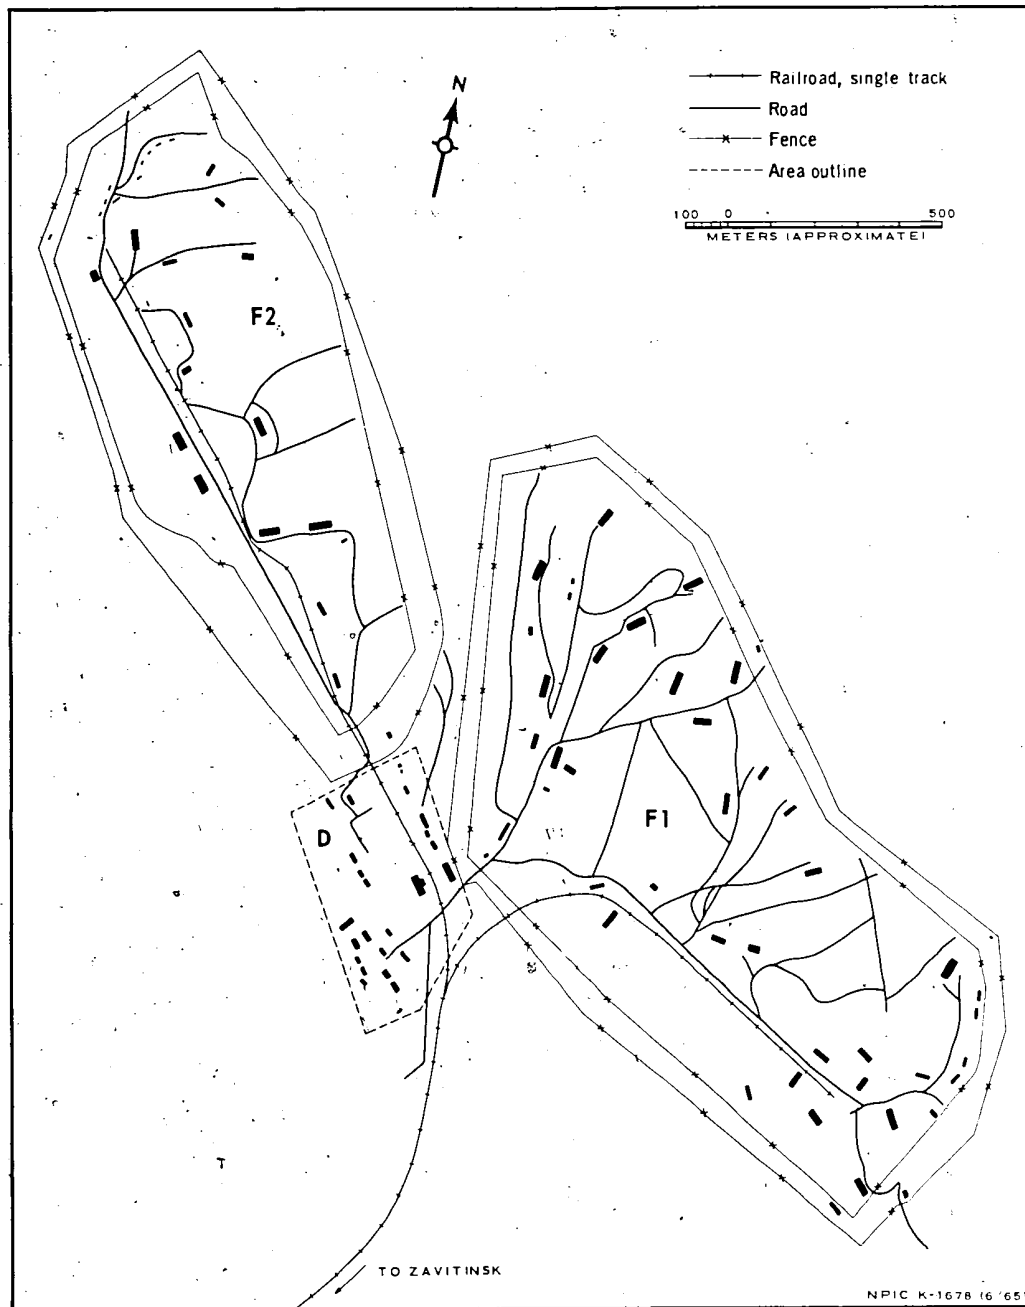 N
Railroad, single track
Road
Fence
Area outline
100 0 500
METERS (APPROXIMATE)
F2
F1
D
TO ZAVITINSK
NPIC K-1678 (6/65)